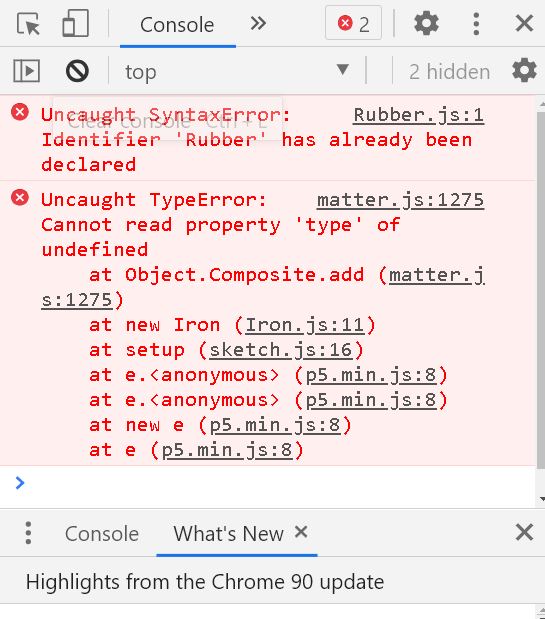 Console
2
top
2 hidden
Uncaught SyntaxError: Rubber.js:1
Clear console - Ctrl + L
Identifier 'Rubber' has already been
declared
Uncaught TypeError: matter.js:1275
Cannot read property 'type' of
undefined
at Object.Composite.add (matter.j
s:1275)
at new Iron (Iron.js:11)
at setup (sketch.js:16)
at e.<anonymous> (p5.min.js:8)
at e.<anonymous> (p5.min.js:8)
at new e (p5.min.js:8)
at e (p5.min.js:8)
Console
What's New
Highlights from the Chrome 90 update